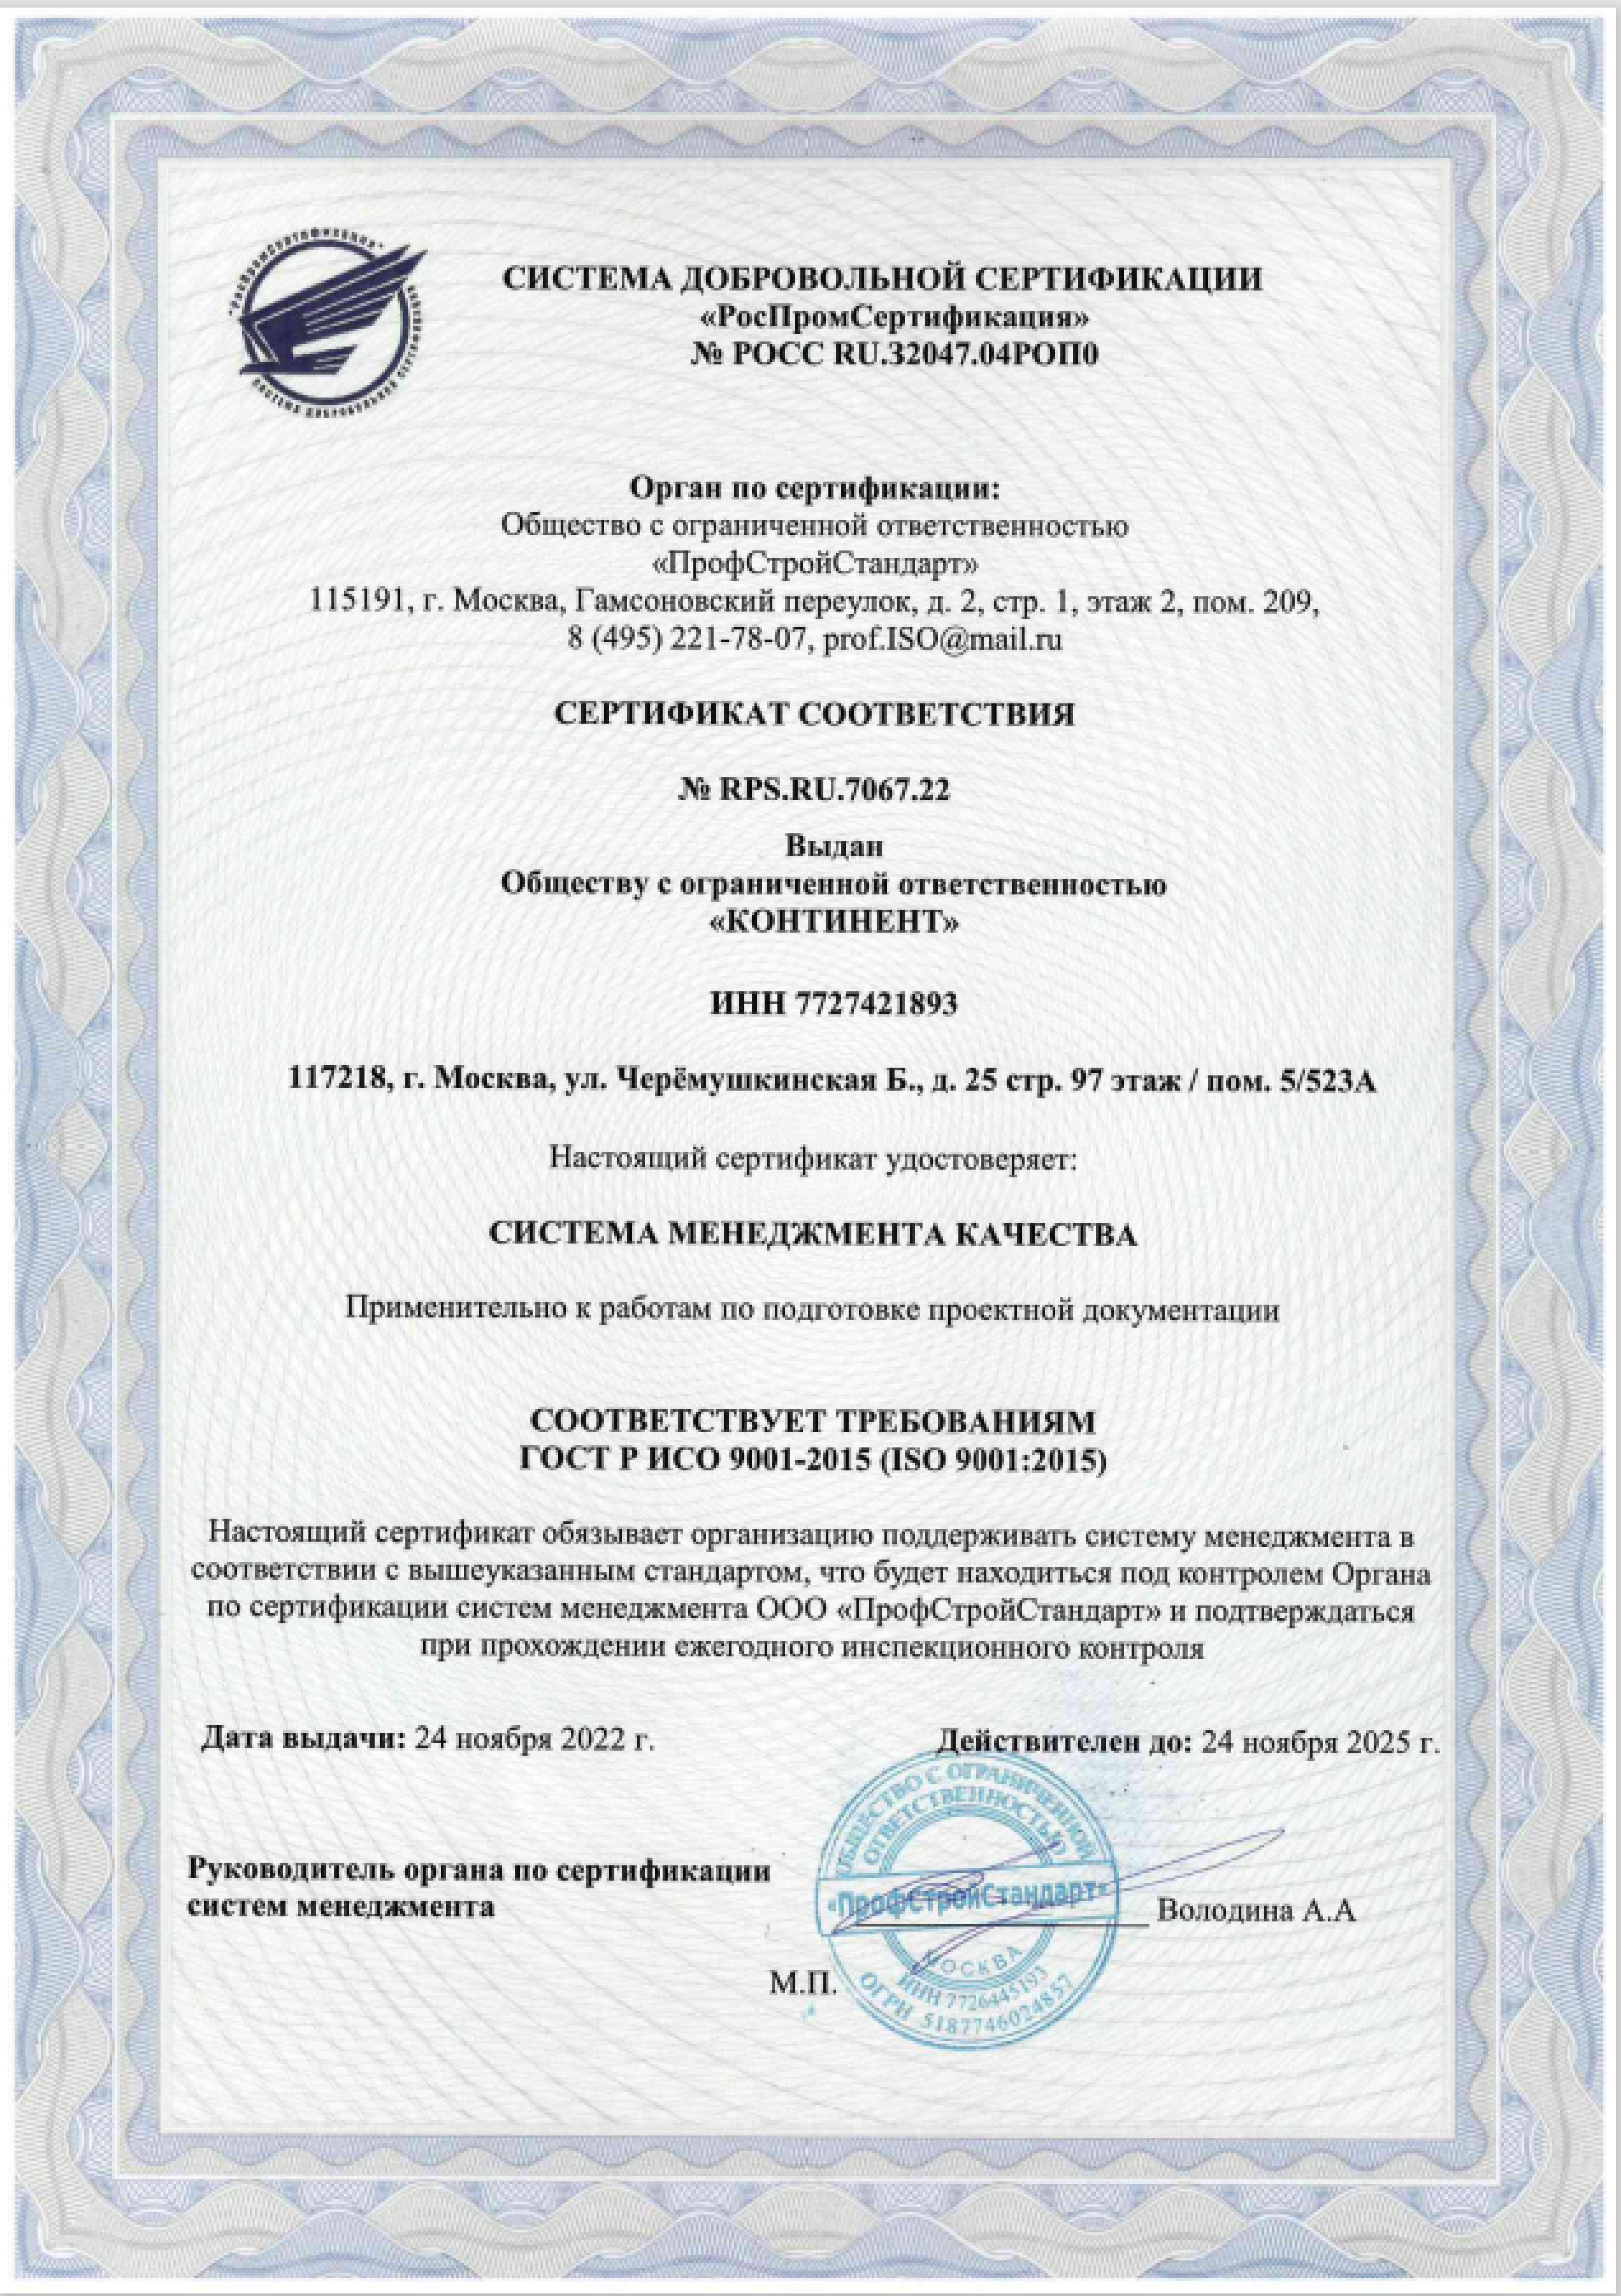 "РосПромСертификация"
СИСТЕМА ДОБРОВОЛЬНОЙ СЕРТИФИКАЦИИ
СИСТЕМА ДОБРОВОЛЬНОЙ СЕРТИФИКАЦИИ
«РосПромСертификация»
№ РОСС RU.32047.04РОП0
Орган по сертификации:
Общество с ограниченной ответственностью
«ПрофСтройСтандарт»
115191, г. Москва, Гамсоновский переулок, д. 2, стр. 1, этаж 2, пом. 209,
8 (495) 221-78-07, prof.ISO@mail.ru
СЕРТИФИКАТ СООТВЕТСТВИЯ
№ RPS.RU.7067.22
Выдан
Обществу с ограниченной ответственностью
«КОНТИНЕНТ»
ИНН 7727421893
117218, г. Москва, ул. Черёмушкинская Б., д. 25 стр. 97 этаж / пом. 5/523А
Настоящий сертификат удостоверяет:
СИСТЕМА МЕНЕДЖМЕНТА КАЧЕСТВА
Применительно к работам по подготовке проектной документации
СООТВЕТСТВУЕТ ТРЕБОВАНИЯМ
ГОСТ Р ИСО 9001-2015 (ISO 9001:2015)
Настоящий сертификат обязывает организацию поддерживать систему менеджмента в
соответствии с вышеуказанным стандартом, что будет находиться под контролем Органа
по сертификации систем менеджмента ООО «ПрофСтройСтандарт» и подтверждаться
при прохождении ежегодного инспекционного контроля
Дата выдачи: 24 ноября 2022 г.
Действителен до: 24 ноября 2025 г.
Руководитель органа по сертификации
систем менеджмента
Володина А.А
М.П.
ОБЩЕСТВО С ОГРАНИЧЕННОЙ
ОТВЕТСТВЕННОСТЬЮ
«ПрофСтройСтандарт»
МОСКВА
ИНН 7726445193
ОГРН 5187746024857